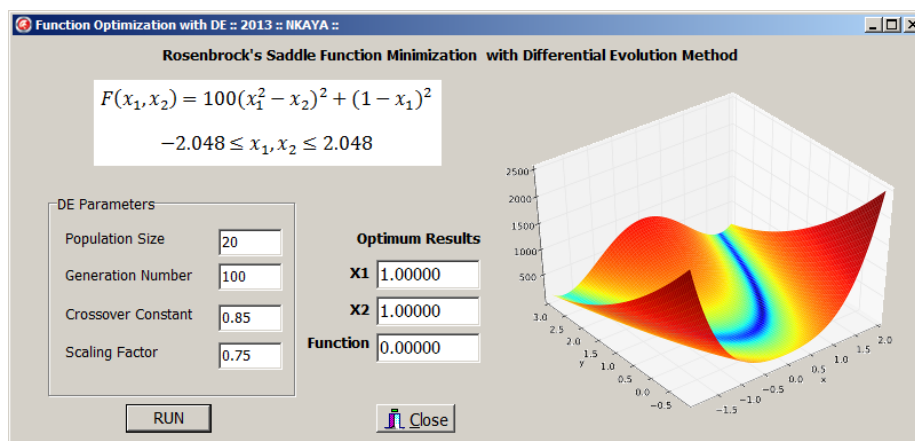 Function Optimization with DE :: 2013 :: NKAYA ::
Rosenbrock's Saddle Function Minimization with Differential Evolution Method
F(x₁, x₂) = 100(x₁² − x₂)² + (1 − x₁)²
−2.048 ≤ x₁, x₂ ≤ 2.048
DE Parameters
Population Size 20
Generation Number 100
Crossover Constant 0.85
Scaling Factor 0.75
RUN
Optimum Results
X1 1.00000
X2 1.00000
Function 0.00000
Close
2500
2000
1500
1000
500
3.0
2.5
2.0
1.5
1.0
0.5
0.0
-0.5
y
-1.5
-1.0
-0.5
0.0
0.5
1.0
1.5
2.0
x